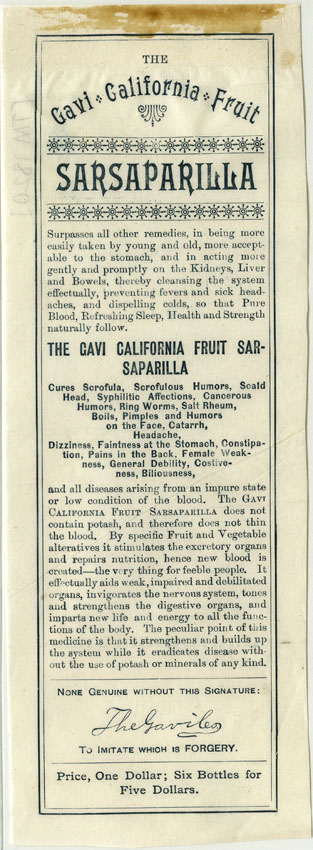 THE
Gavi California Fruit
SARSAPARILLA
Surpasses all other remedies, in being more
easily taken by young and old, more accept-
able to the stomach, and in acting more
gently and promptly on the Kidneys, Liver
and Bowels, thereby cleansing the system
effectually, preventing fevers and sick head-
aches, and dispelling colds, so that Pure
Blood, Refreshing Sleep, Health and Strength
naturally follow.
THE GAVI CALIFORNIA FRUIT SAR-
SAPARILLA
Cures Scrofula, Scrofulous Humors, Scald
Head, Syphilitic Affections, Cancerous
Humors, Ring Worms, Salt Rheum,
Boils, Pimples and Humors
on the Face, Catarrh,
Headache,
Dizziness, Faintness at the Stomach, Constipa-
tion, Pains in the Back, Female Weak-
ness, General Debility, Costive-
ness, Biliousness,
and all diseases arising from an impure state
or low condition of the blood. The GAVI
CALIFORNIA FRUIT SARSAPARILLA does not
contain potash, and therefore does not thin
the blood. By specific Fruit and Vegetable
alteratives it stimulates the excretory organs
and repairs nutrition, hence new blood is
created—the very thing for feeble people. It
effectually aids weak, impaired and debilitated
organs, invigorates the nervous system, tones
and strengthens the digestive organs, and
imparts new life and energy to all the func-
tions of the body. The peculiar point of this
medicine is that it strengthens and builds up
the system while it eradicates disease with-
out the use of potash or minerals of any kind.
NONE GENUINE WITHOUT THIS SIGNATURE:
The Gavi Co
TO IMITATE WHICH IS FORGERY.
Price, One Dollar; Six Bottles for
Five Dollars.